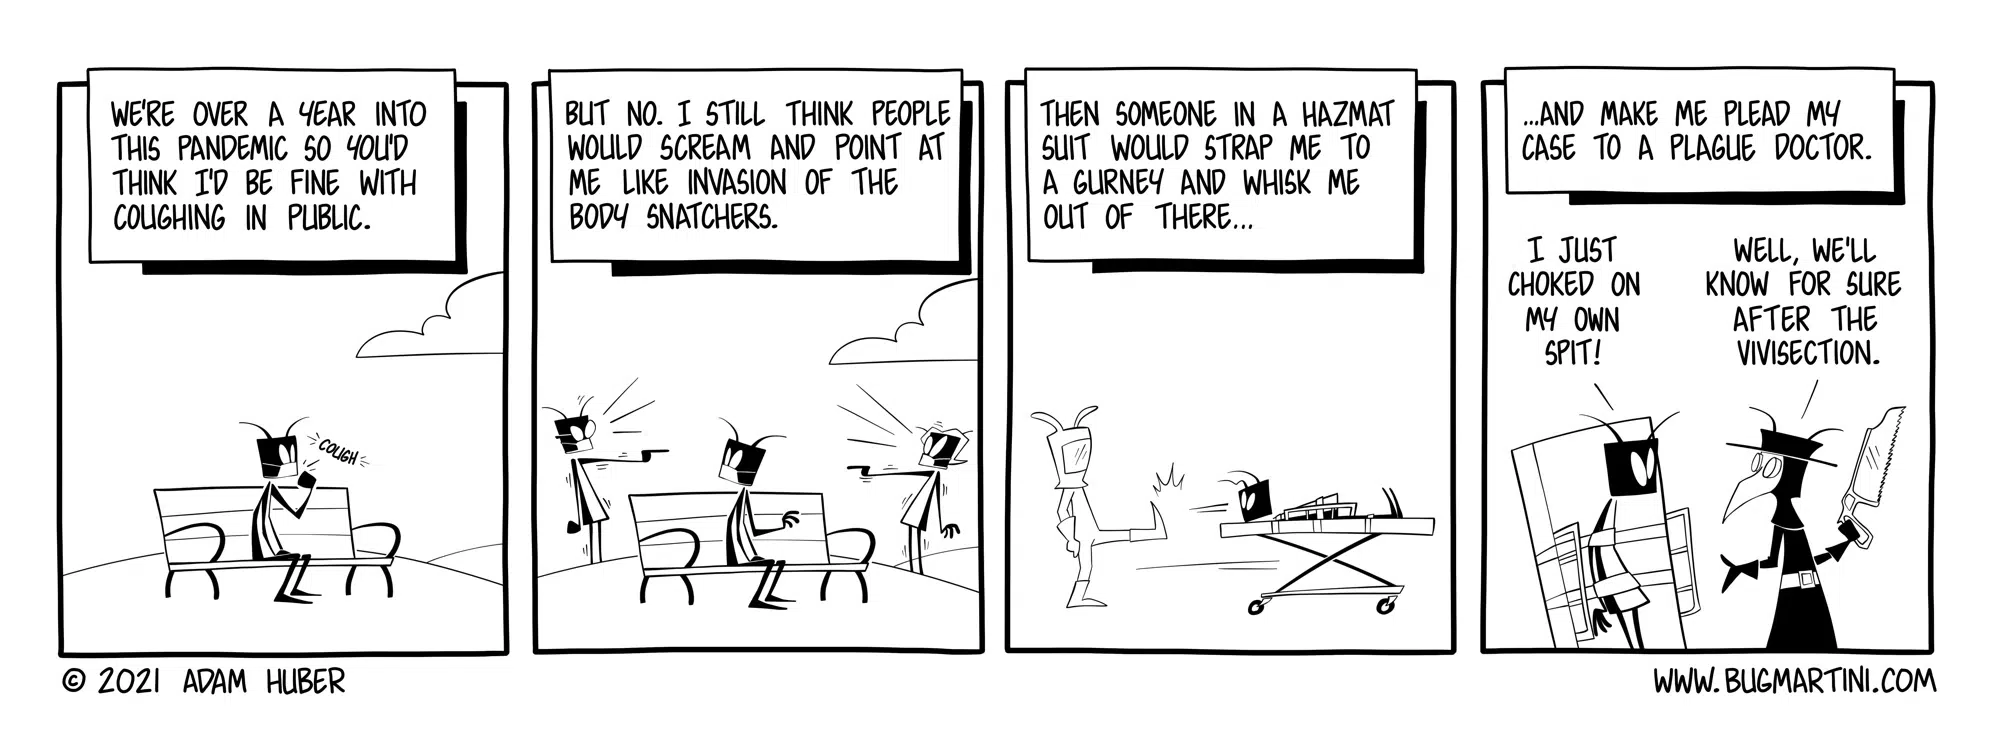 WE'RE OVER A YEAR INTO
THIS PANDEMIC SO YOU'D
THINK I'D BE FINE WITH
COUGHING IN PUBLIC.
COUGH
BUT NO. I STILL THINK PEOPLE
WOULD SCREAM AND POINT AT
ME LIKE INVASION OF THE
BODY SNATCHERS.
THEN SOMEONE IN A HAZMAT
SUIT WOULD STRAP ME TO
A GURNEY AND WHISK ME
OUT OF THERE...
...AND MAKE ME PLEAD MY
CASE TO A PLAGUE DOCTOR.
I JUST
CHOKED ON
MY OWN
SPIT!
WELL, WE'LL
KNOW FOR SURE
AFTER THE
VIVISECTION.
© 2021 ADAM HUBER
WWW.BUGMARTINI.COM